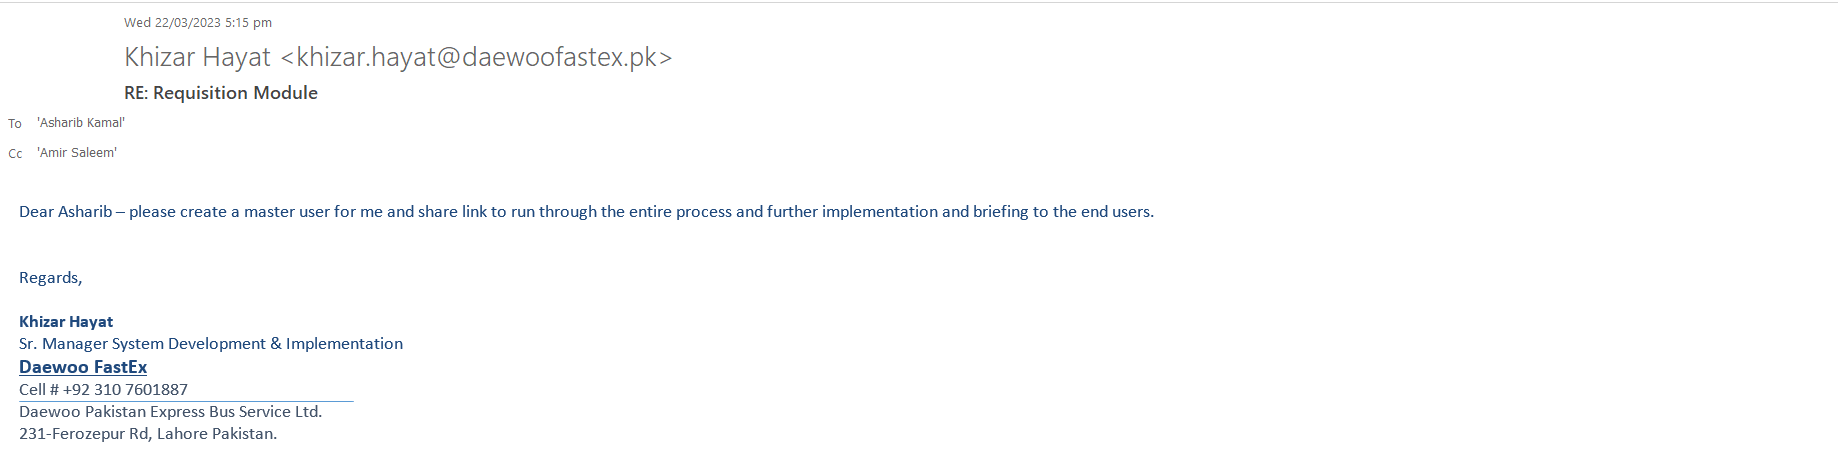 Wed 22/03/2023 5:15 pm
Khizar Hayat <khizar.hayat@daewoofastex.pk>
RE: Requisition Module
To 'Asharib Kamal'
Cc 'Amir Saleem'
Dear Asharib – please create a master user for me and share link to run through the entire process and further implementation and briefing to the end users.
Regards,
Khizar Hayat
Sr. Manager System Development & Implementation
Daewoo FastEx
Cell # +92 310 7601887
Daewoo Pakistan Express Bus Service Ltd.
231-Ferozepur Rd, Lahore Pakistan.